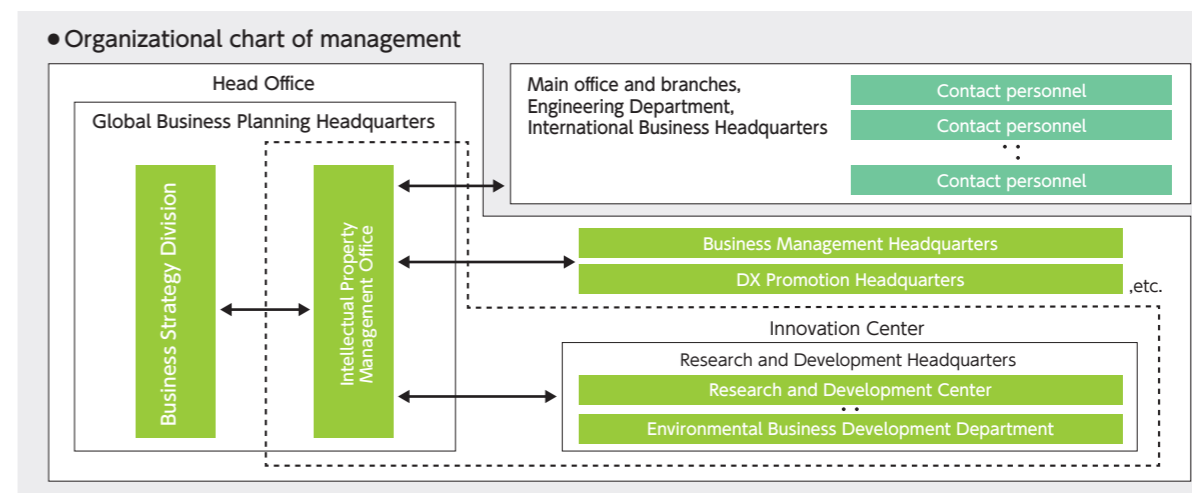 ●Organizational chart of management
Head Office
Global Business Planning Headquarters
Business Strategy Division
Intellectual Property
Management Office
Main office and branches,
Engineering Department,
International Business Headquarters
Contact personnel
Contact personnel
Contact personnel
Business Management Headquarters
DX Promotion Headquarters
,etc.
Innovation Center
Research and Development Headquarters
Research and Development Center
Environmental Business Development Department